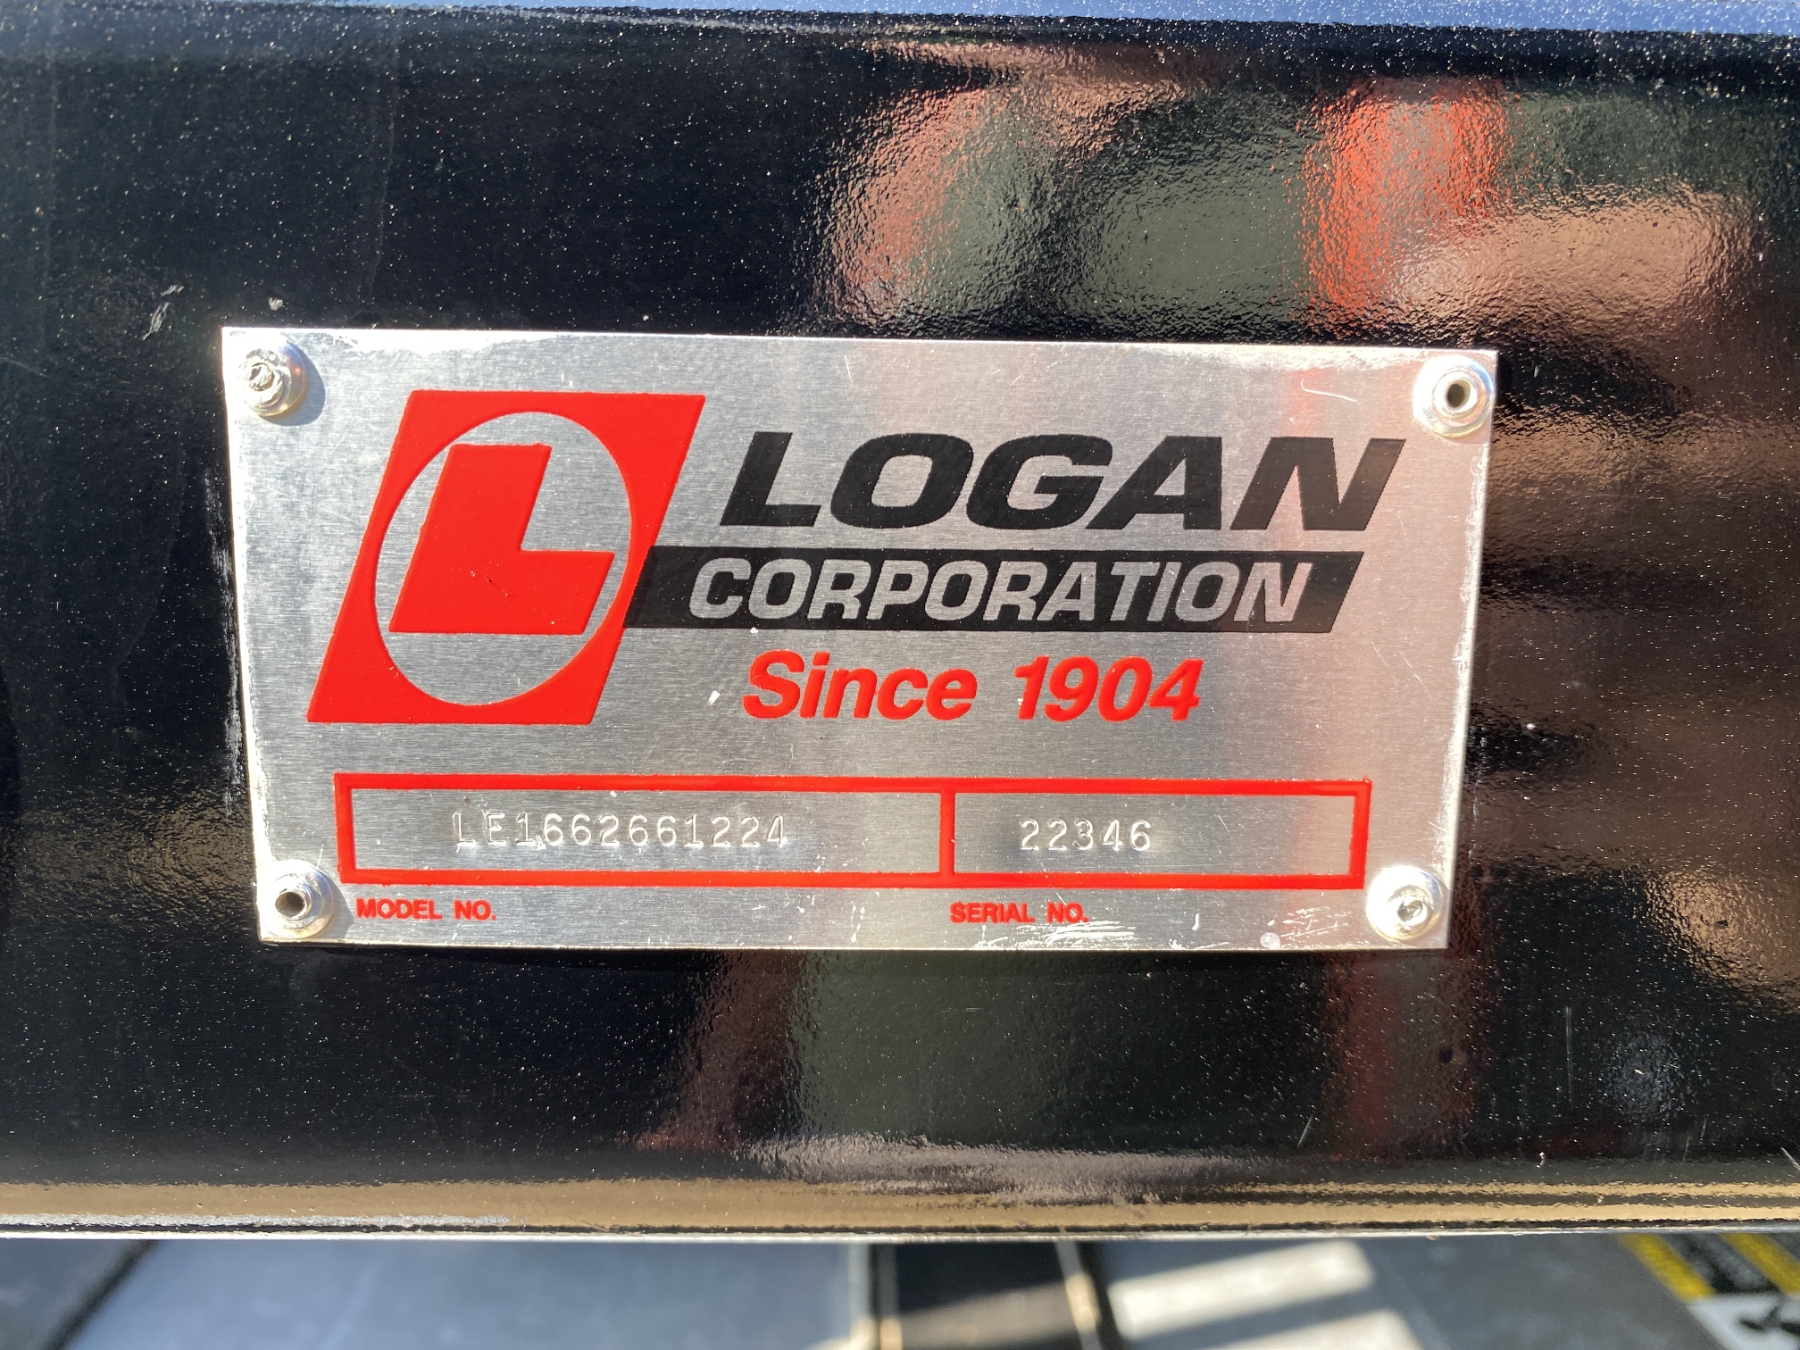 L
LOGAN
CORPORATION
Since 1904
LE1662661224 22346
MODEL NO. SERIAL NO.